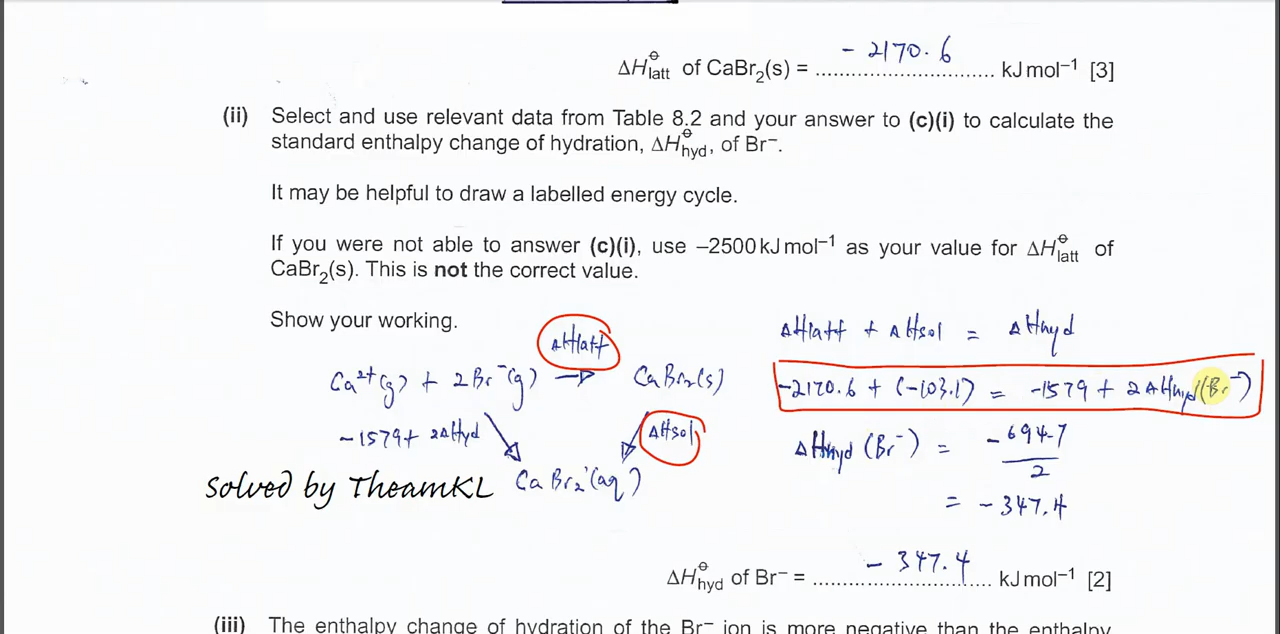 - 2170.6
ΔH⦵latt of CaBr₂(s) = .............................. kJ mol⁻¹ [3]
(ii) Select and use relevant data from Table 8.2 and your answer to (c)(i) to calculate the
standard enthalpy change of hydration, ΔH⦵hyd, of Br⁻.
It may be helpful to draw a labelled energy cycle.
If you were not able to answer (c)(i), use −2500 kJ mol⁻¹ as your value for ΔH⦵latt of
CaBr₂(s). This is not the correct value.
Show your working.
ΔHlatt
Ca²⁺(g) + 2Br⁻(g) → CaBr₂(s)
-1579 + 2ΔHhyd
ΔHsol
CaBr₂(aq)
Solved by TheamKL
ΔHlatt + ΔHsol = ΔHhyd
-2170.6 + (-103.1) = -1579 + 2ΔHhyd(Br⁻)
ΔHhyd (Br⁻) = -694.7
2
= -347.4
- 347.4
ΔH⦵hyd of Br⁻ = .............................. kJ mol⁻¹ [2]
(iii) The enthalpy change of hydration of the Br⁻ ion is more negative than the enthalpy